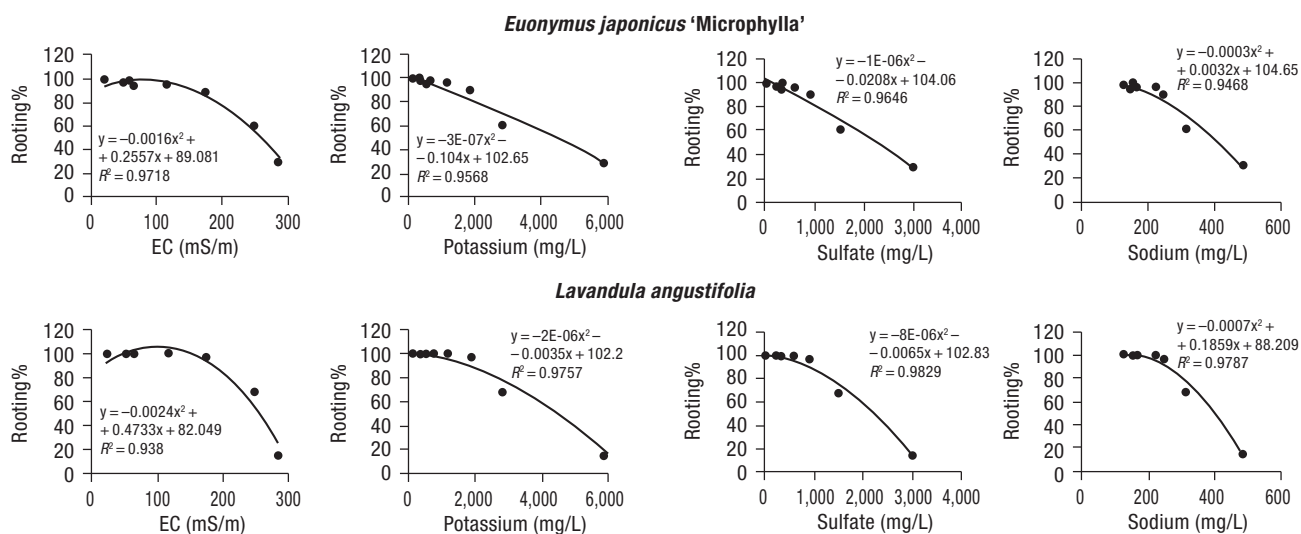 Euonymus japonicus 'Microphylla'
120
100
80
60
40
20
0
Rooting%
y = –0.0016x² +
+ 0.2557x + 89.081
R² = 0.9718
0 100 200 300
EC (mS/m)
120
100
80
60
40
20
0
Rooting%
y = –3E-07x² –
– 0.104x + 102.65
R² = 0.9568
0 2,000 4,000 6,000
Potassium (mg/L)
120
100
80
60
40
20
0
Rooting%
y = –1E-06x² –
–0.0208x + 104.06
R² = 0.9646
0 1,000 2,000 3,000 4,000
Sulfate (mg/L)
120
100
80
60
40
20
0
Rooting%
y = –0.0003x² +
+ 0.0032x + 104.65
R² = 0.9468
0 200 400 600
Sodium (mg/L)
Lavandula angustifolia
120
100
80
60
40
20
0
Rooting%
y = –0.0024x² +
+ 0.4733x + 82.049
R² = 0.938
0 100 200 300
EC (mS/m)
120
100
80
60
40
20
0
Rooting%
y = –2E-06x² –
– 0.0035x + 102.2
R² = 0.9757
0 2,000 4,000 6,000
Potassium (mg/L)
120
100
80
60
40
20
0
Rooting%
y = –8E-06x² –
– 0.0065x + 102.83
R² = 0.9829
0 1,000 2,000 3,000 4,000
Sulfate (mg/L)
120
100
80
60
40
20
0
Rooting%
y = –0.0007x² +
+ 0.1859x + 88.209
R² = 0.9787
0 200 400 600
Sodium (mg/L)